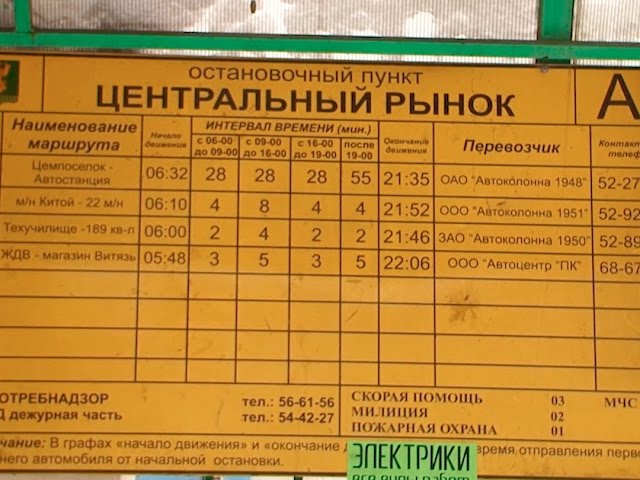 остановочный пункт
ЦЕНТРАЛЬНЫЙ РЫНОК А
Наименование маршрута Начало движения ИНТЕРВАЛ ВРЕМЕНИ (мин.) Окончание движения Перевозчик
с 06-00 до 09-00 с 09-00 до 16-00 с 16-00 до 19-00 после 19-00
Цемпоселок - Автостанция 06:32 28 28 28 55 21:35 ОАО "Автоколонна 1948" 52-27
м/н Китой - 22 м/н 06:10 4 8 4 4 21:52 ООО "Автоколонна 1951" 52-92
Техучилище -189 кв-л 06:00 2 4 2 2 21:46 ЗАО "Автоколонна 1950" 52-89
ЖДВ - магазин Витязь 05:48 3 5 3 5 22:06 ООО "Автоцентр "ПК" 68-67
ОТРЕБНАДЗОР тел.: 56-61-56
Д дежурная часть тел.: 54-42-27
СКОРАЯ ПОМОЩЬ 03 МЧС
МИЛИЦИЯ 02
ПОЖАРНАЯ ОХРАНА 01
чание: В графах «начало движения» и «окончание время отправления перво
него автомобиля от начальной остановки.
ЭЛЕКТРИКИ
все виды работ